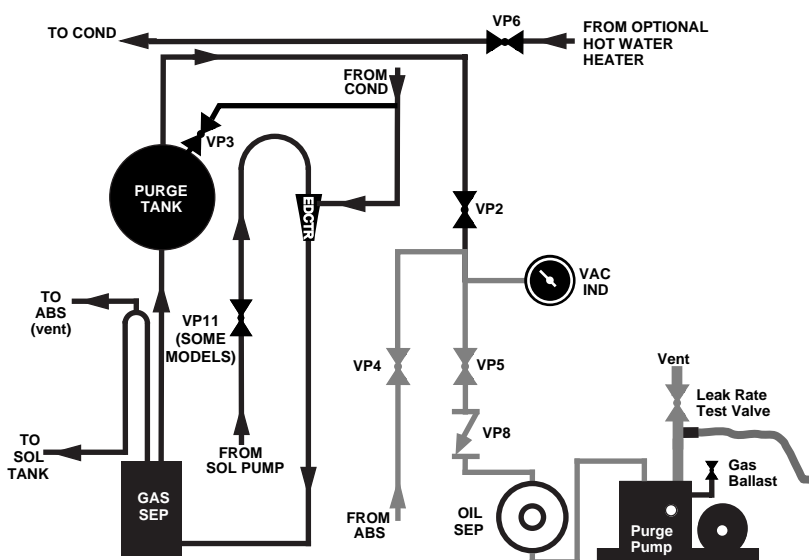 TO COND
VP6
FROM OPTIONAL
HOT WATER
HEATER
FROM
COND
VP3
PURGE
TANK
EDCTR
VP2
VAC
IND
TO
ABS
(vent)
VP11
(SOME
MODELS)
VP4
VP5
Vent
Leak Rate
Test Valve
VP8
TO
SOL
TANK
FROM
SOL PUMP
GAS
SEP
FROM
ABS
OIL
SEP
Gas
Ballast
Purge
Pump